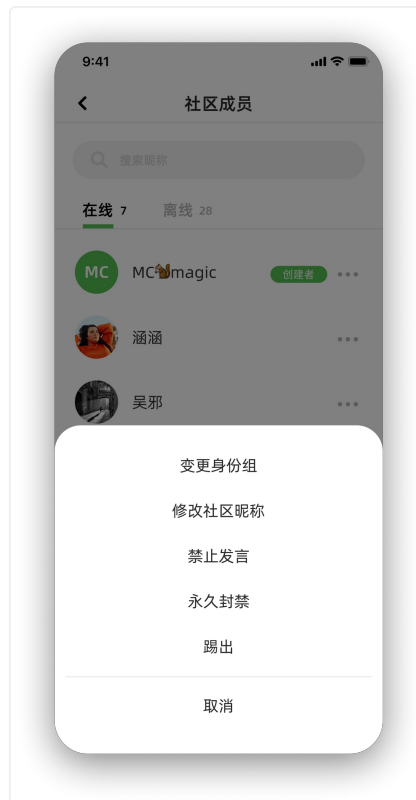 9:41
社区成员
搜索昵称
在线 7 离线 28
MC MC🐿️magic 创建者
涵涵
吴邪
变更身份组
修改社区昵称
禁止发言
永久封禁
踢出
取消